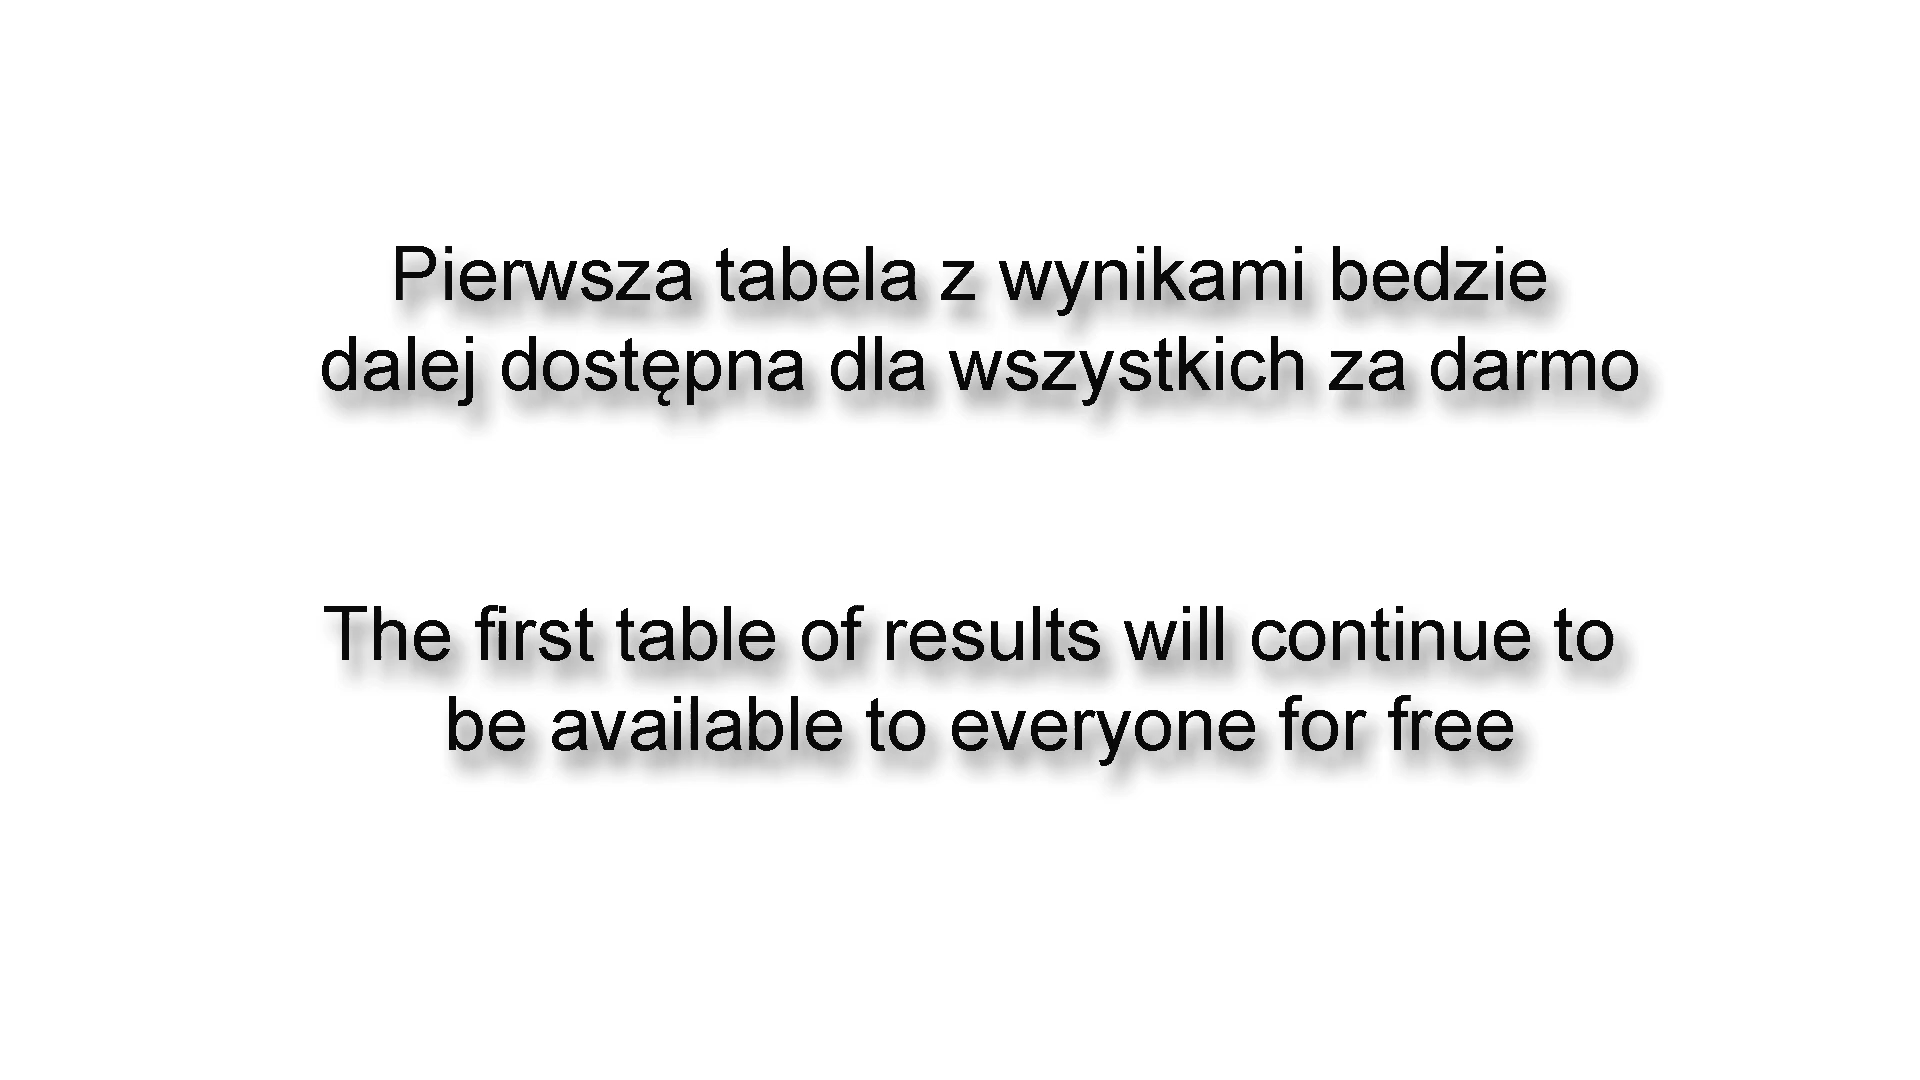 Pierwsza tabela z wynikami bedzie
dalej dostępna dla wszystkich za darmo
The first table of results will continue to
be available to everyone for free